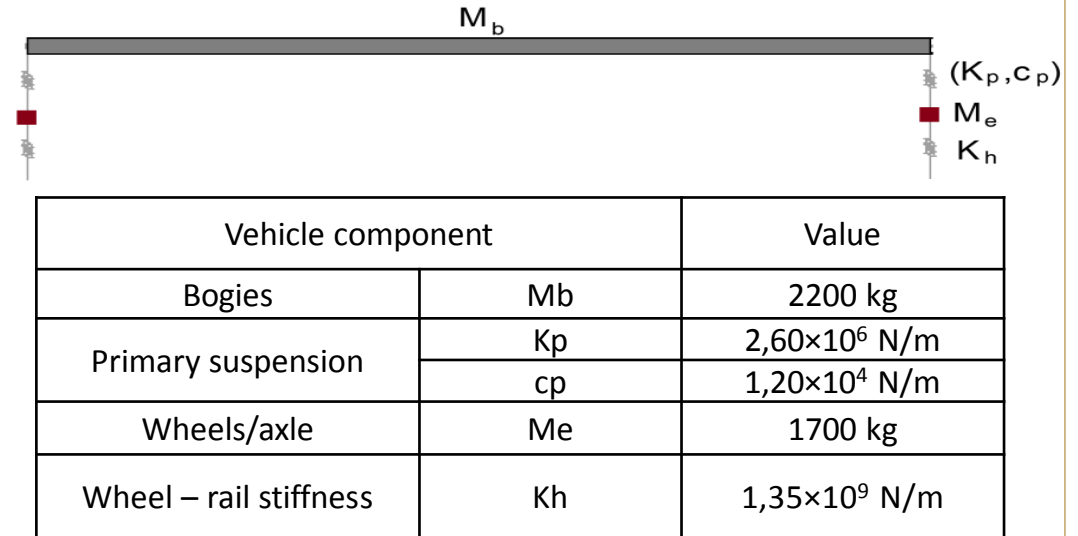 M b
(K p , c p)
M e
K h
Vehicle component Value
Bogies Mb 2200 kg
Primary suspension Kp 2,60×10⁶ N/m
cp 1,20×10⁴ N/m
Wheels/axle Me 1700 kg
Wheel – rail stiffness Kh 1,35×10⁹ N/m